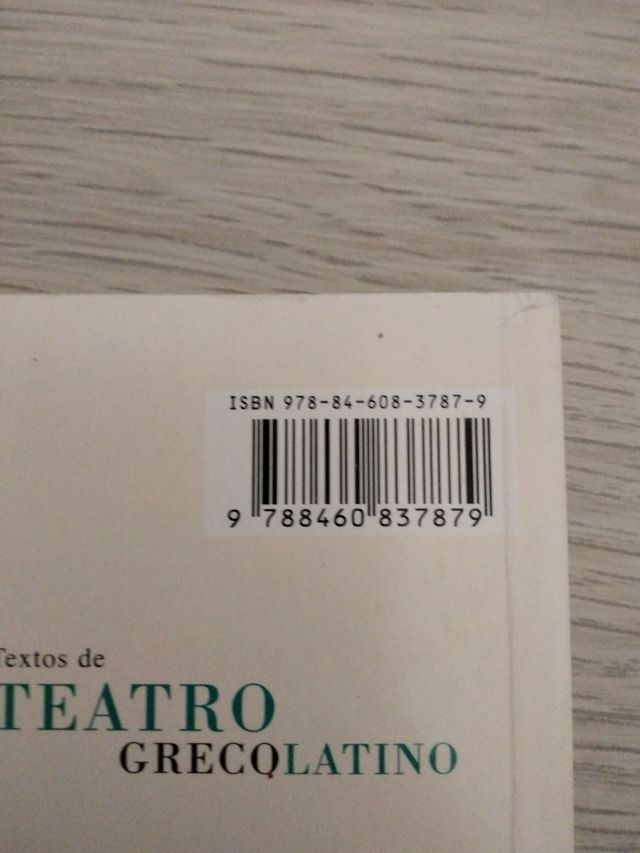 ISBN 978-84-608-3787-9
9 788460 837879
Textos de
TEATRO
GRECOLATINO